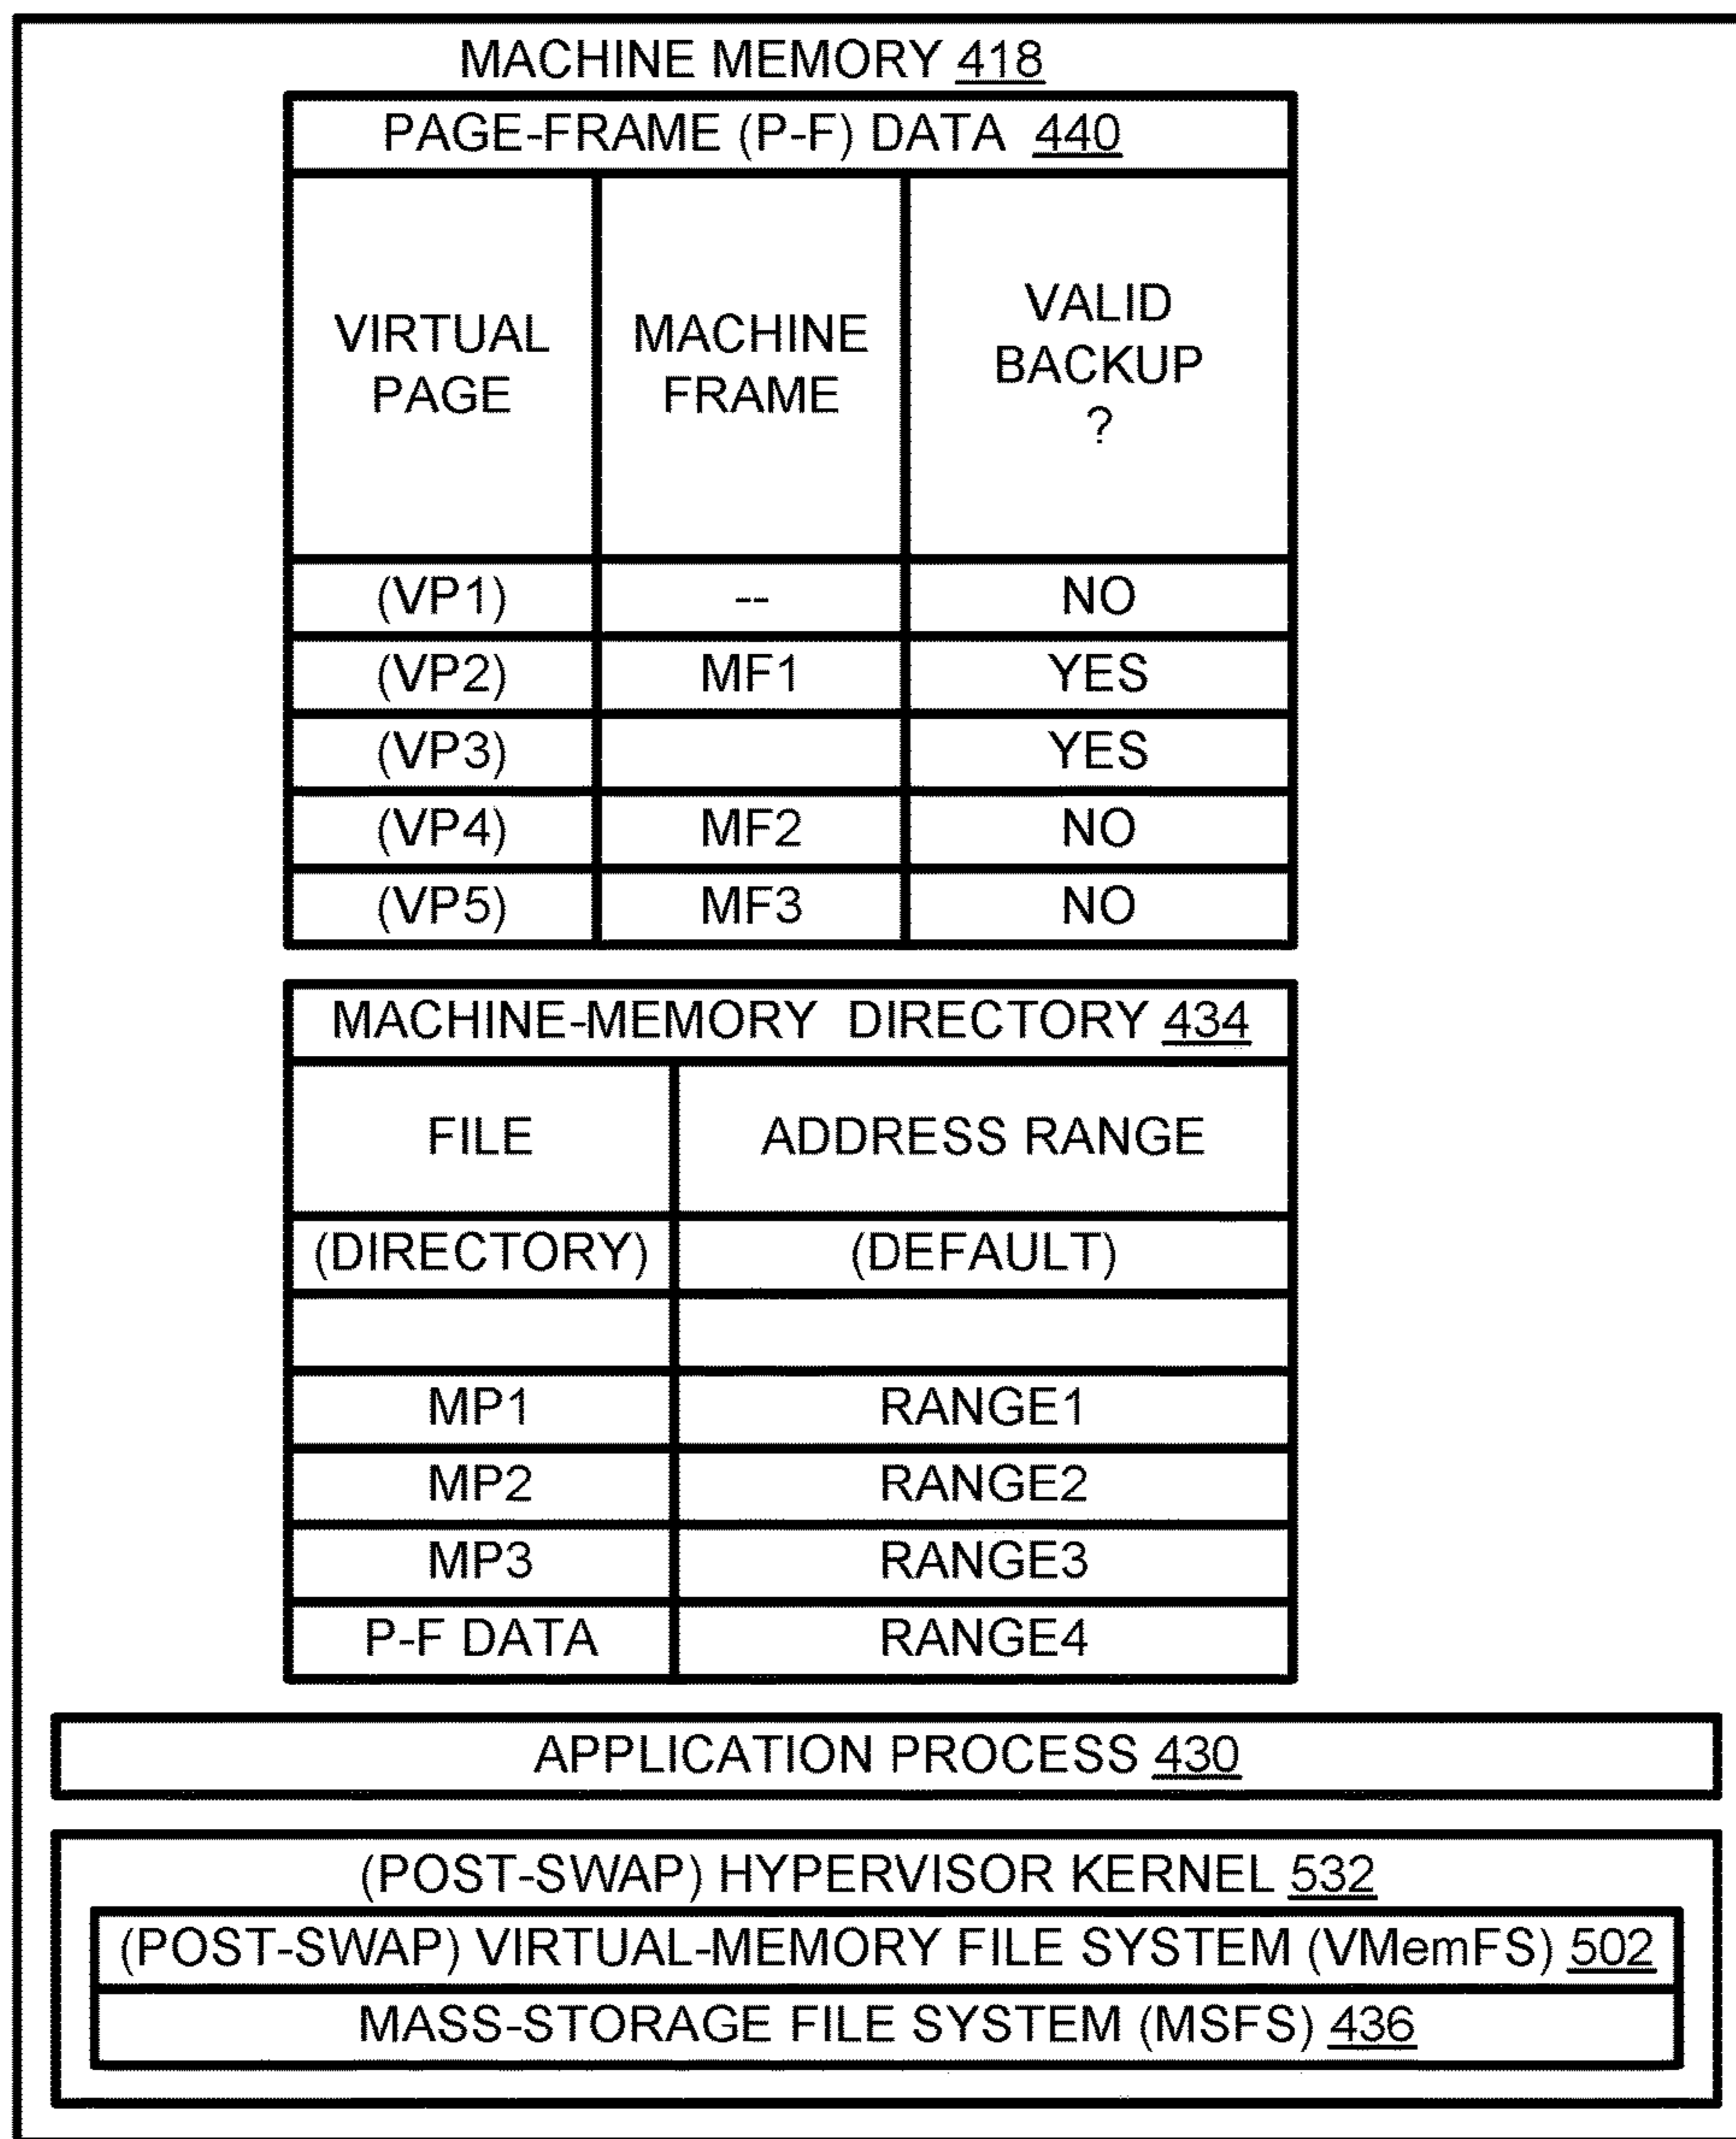 MACHINE MEMORY 418
PAGE-FRAME (P-F) DATA 440
VIRTUAL PAGE MACHINE FRAME VALID BACKUP ?
(VP1) -- NO
(VP2) MF1 YES
(VP3) YES
(VP4) MF2 NO
(VP5) MF3 NO
MACHINE-MEMORY DIRECTORY 434
FILE ADDRESS RANGE
(DIRECTORY) (DEFAULT)
MP1 RANGE1
MP2 RANGE2
MP3 RANGE3
P-F DATA RANGE4
APPLICATION PROCESS 430
(POST-SWAP) HYPERVISOR KERNEL 532
(POST-SWAP) VIRTUAL-MEMORY FILE SYSTEM (VMemFS) 502
MASS-STORAGE FILE SYSTEM (MSFS) 436